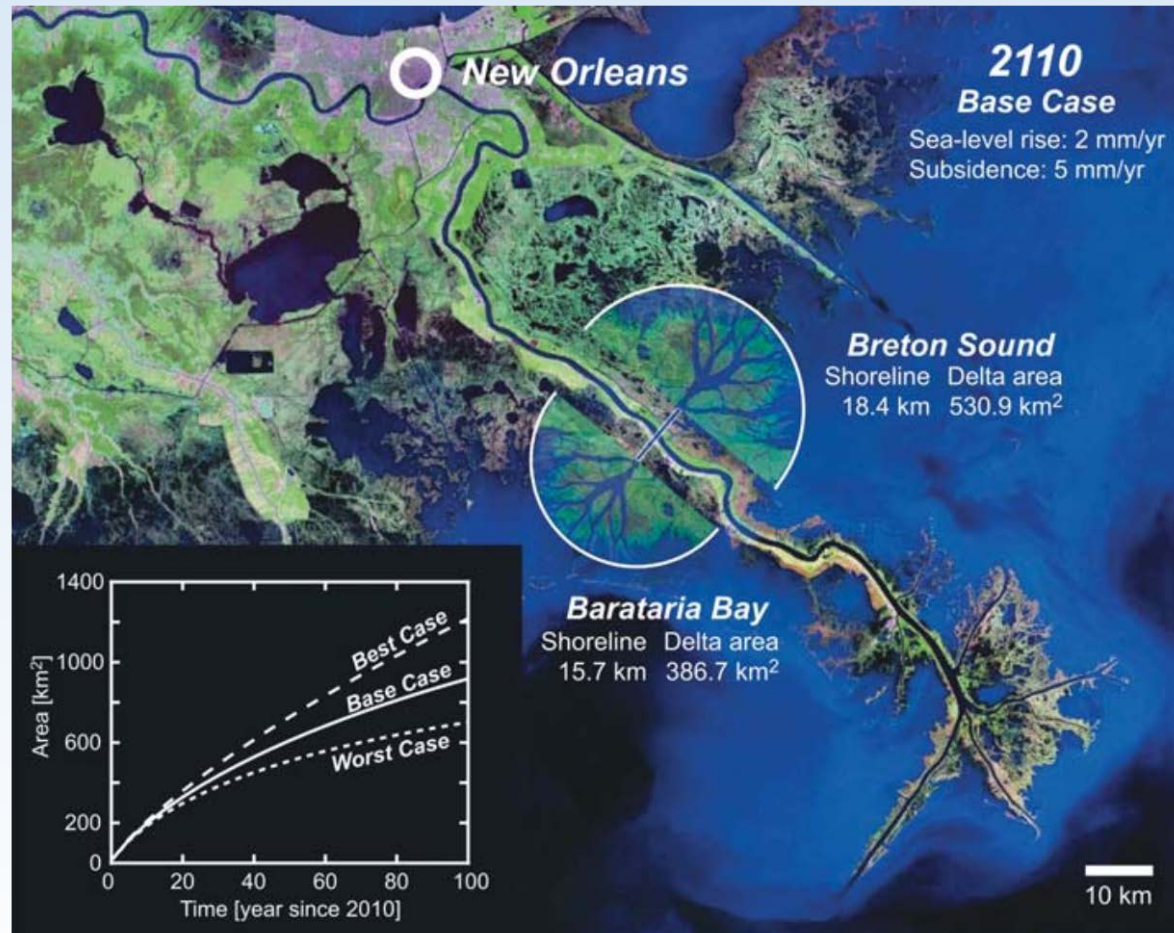 New Orleans
2110
Base Case
Sea-level rise: 2 mm/yr
Subsidence: 5 mm/yr
Breton Sound
Shoreline Delta area
18.4 km 530.9 km²
Barataria Bay
Shoreline Delta area
15.7 km 386.7 km²
1400
1000
600
200
0
Area [km²]
Best Case
Base Case
Worst Case
0 20 40 60 80 100
Time [year since 2010]
10 km